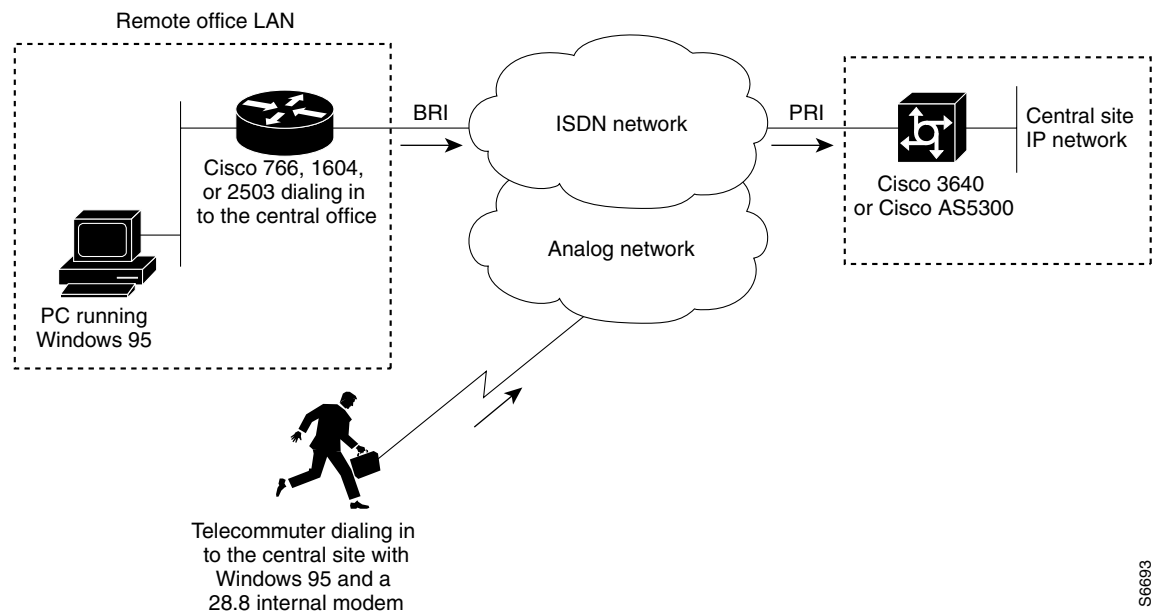 Remote office LAN
BRI
ISDN network
PRI
Central site
IP network
Cisco 766, 1604,
or 2503 dialing in
to the central office
Cisco 3640
or Cisco AS5300
Analog network
PC running
Windows 95
Telecommuter dialing in
to the central site with
Windows 95 and a
28.8 internal modem
S6693